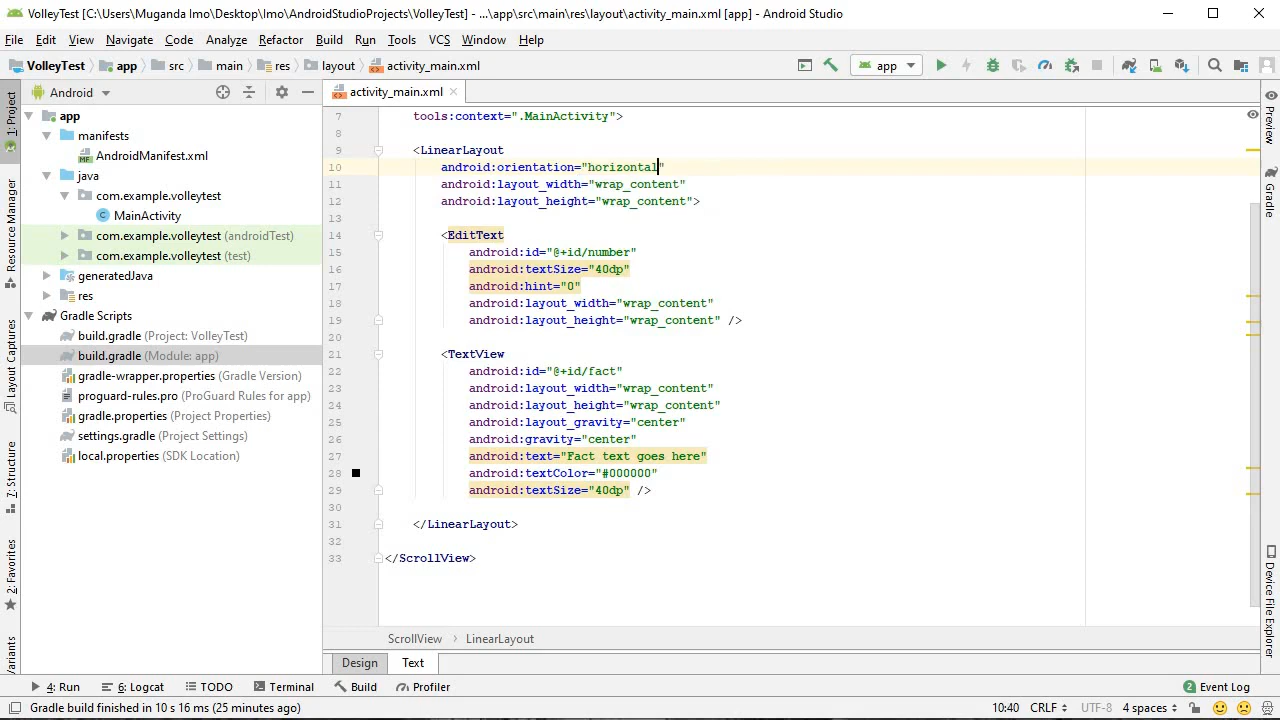 VolleyTest [C:\Users\Muganda Imo\Desktop\Imo\AndroidStudioProjects\VolleyTest] - ...\app\src\main\res\layout\activity_main.xml [app] - Android Studio
File Edit View Navigate Code Analyze Refactor Build Run Tools VCS Window Help
VolleyTest app src main res layout activity_main.xml app
1: Project
Resource Manager
Layout Captures
7: Structure
2: Favorites
Android
app
manifests
AndroidManifest.xml
java
com.example.volleytest
C MainActivity
com.example.volleytest (androidTest)
com.example.volleytest (test)
generatedJava
res
Gradle Scripts
build.gradle (Project: VolleyTest)
build.gradle (Module: app)
gradle-wrapper.properties (Gradle Version)
proguard-rules.pro (ProGuard Rules for app)
gradle.properties (Project Properties)
settings.gradle (Project Settings)
local.properties (SDK Location)
activity_main.xml
7 tools:context=".MainActivity">
8
9 <LinearLayout
10 android:orientation="horizontal"
11 android:layout_width="wrap_content"
12 android:layout_height="wrap_content">
13
14 <EditText
15 android:id="@+id/number"
16 android:textSize="40dp"
17 android:hint="0"
18 android:layout_width="wrap_content"
19 android:layout_height="wrap_content" />
20
21 <TextView
22 android:id="@+id/fact"
23 android:layout_width="wrap_content"
24 android:layout_height="wrap_content"
25 android:layout_gravity="center"
26 android:gravity="center"
27 android:text="Fact text goes here"
28 android:textColor="#000000"
29 android:textSize="40dp" />
30
31 </LinearLayout>
32
33 </ScrollView>
ScrollView LinearLayout
Design Text
Preview
Gradle
Device File Explorer
4: Run 6: Logcat TODO Terminal Build Profiler 2 Event Log
Gradle build finished in 10 s 16 ms (25 minutes ago) 10:40 CRLF UTF-8 4 spaces